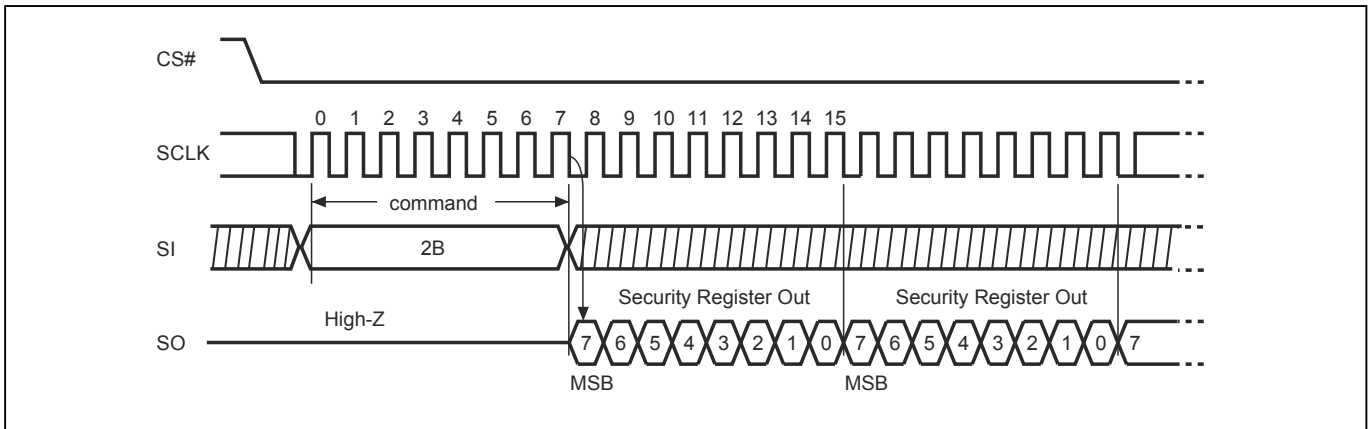 CS#
0 1 2 3 4 5 6 7 8 9 10 11 12 13 14 15
SCLK
command
SI 2B
Security Register Out Security Register Out
High-Z
SO 7 6 5 4 3 2 1 0 7 6 5 4 3 2 1 0 7
MSB MSB